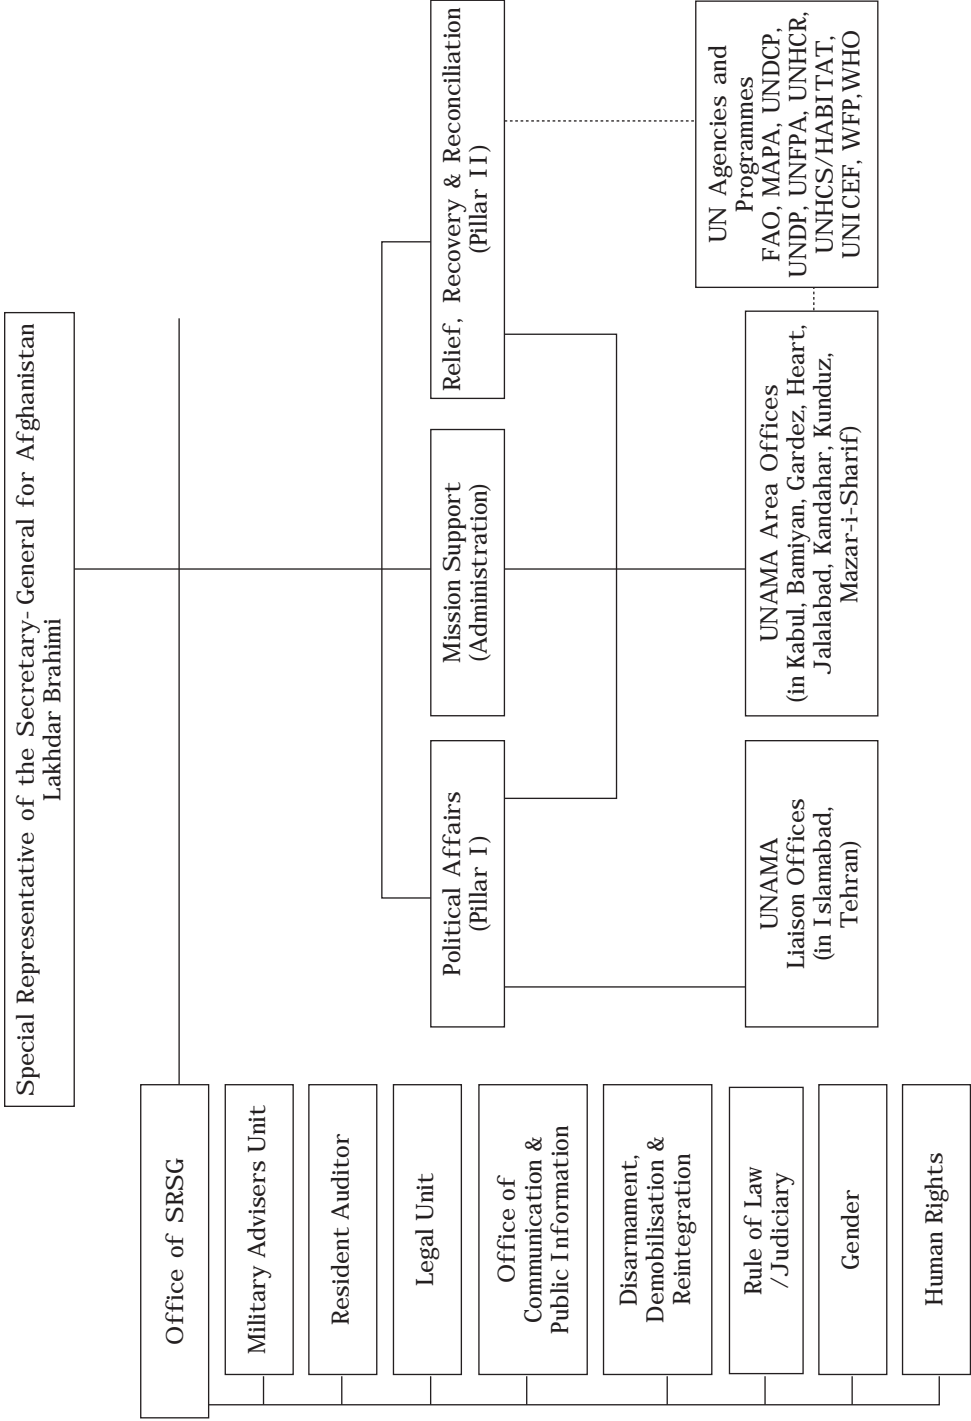 Special Representative of the Secretary-General for Afghanistan
Lakhdar Brahimi
Office of SRSG
Military Advisers Unit
Resident Auditor
Legal Unit
Office of
Communication &
Public Information
Disarmament,
Demobilisation &
Reintegration
Rule of Law
/Judiciary
Gender
Human Rights
Political Affairs
(Pillar I)
Mission Support
(Administration)
Relief, Recovery & Reconciliation
(Pillar II)
UNAMA
Liaison Offices
(in Islamabad,
Tehran)
UNAMA Area Offices
(in Kabul, Bamiyan, Gardez, Heart,
Jalalabad, Kandahar, Kunduz,
Mazar-i-Sharif)
UN Agencies and
Programmes
FAO, MAPA, UNDCP,
UNDP, UNFPA, UNHCR,
UNHCS/HABITAT,
UNICEF, WFP,WHO